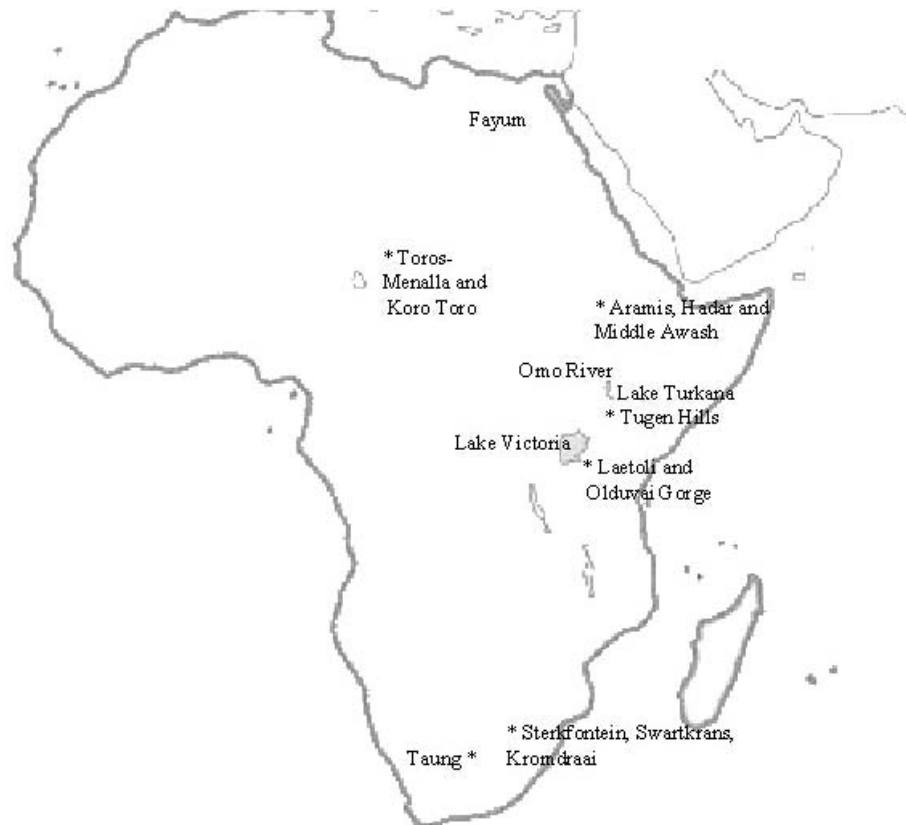 Fayum
* Toros-
Menalla and
Koro Toro
* Aramis, Hadar and
Middle Awash
Omo River
Lake Turkana
* Tugen Hills
Lake Victoria
* Laetoli and
Olduvai Gorge
* Sterkfontein, Swartkrans,
Kromdraai
Taung *